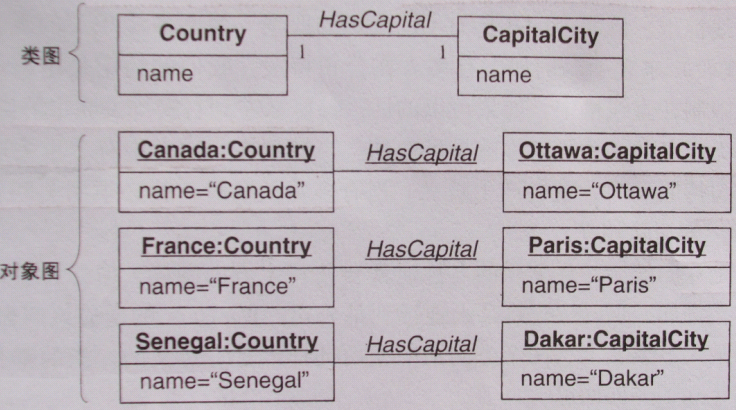 类图
Country
HasCapital
CapitalCity
1
1
name
name
对象图
Canada:Country
HasCapital
Ottawa:CapitalCity
name=“Canada”
name=“Ottawa”
France:Country
HasCapital
Paris:CapitalCity
name=“France”
name=“Paris”
Senegal:Country
HasCapital
Dakar:CapitalCity
name=“Senegal”
name=“Dakar”